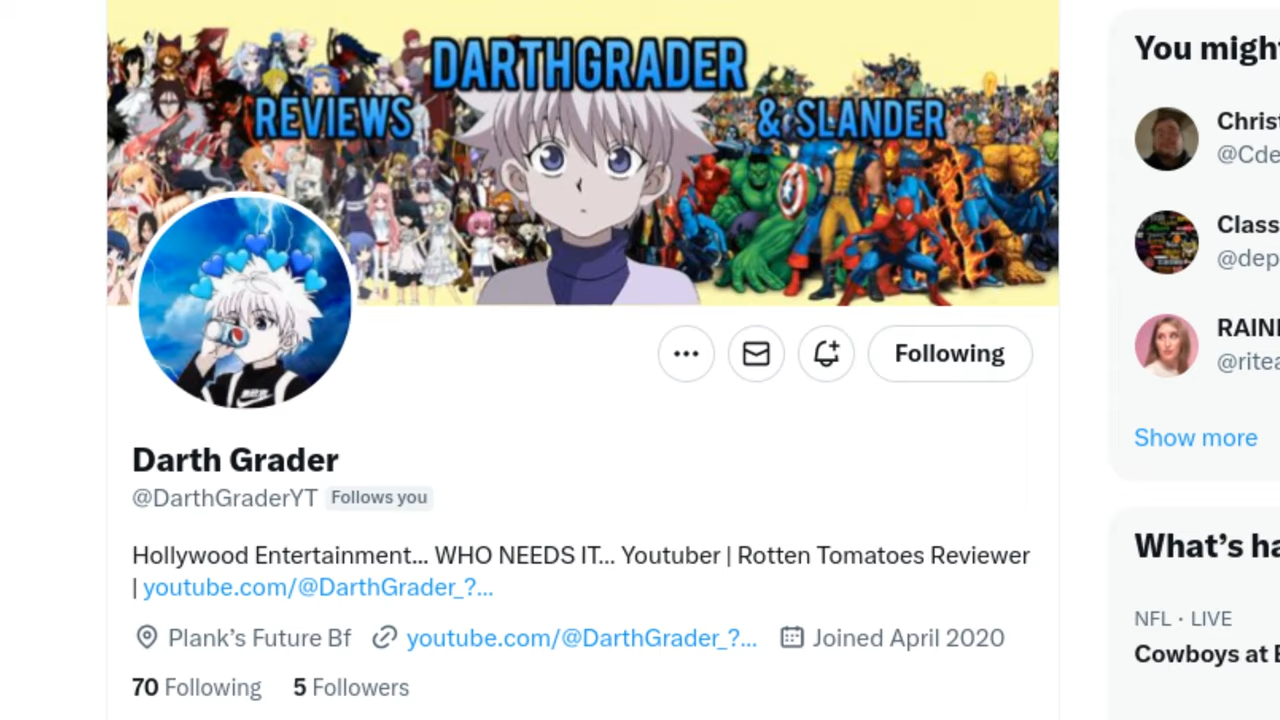 DARTHGRADER
REVIEWS & SLANDER
You migh
Christ
@Cde
Class
@dep
RAIN
@ritea
Following
Show more
Darth Grader
@DarthGraderYT Follows you
Hollywood Entertainment... WHO NEEDS IT... Youtuber | Rotten Tomatoes Reviewer
| youtube.com/@DarthGrader_?...
Plank's Future Bf youtube.com/@DarthGrader_?... Joined April 2020
70 Following 5 Followers
What's ha
NFL · LIVE
Cowboys at